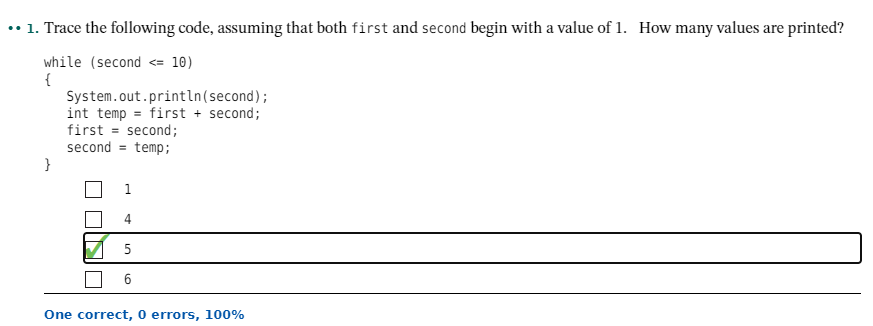 •• 1. Trace the following code, assuming that both first and second begin with a value of 1. How many values are printed?
while (second <= 10)
{
System.out.println(second);
int temp = first + second;
first = second;
second = temp;
}
1
4
5
6
One correct, 0 errors, 100%